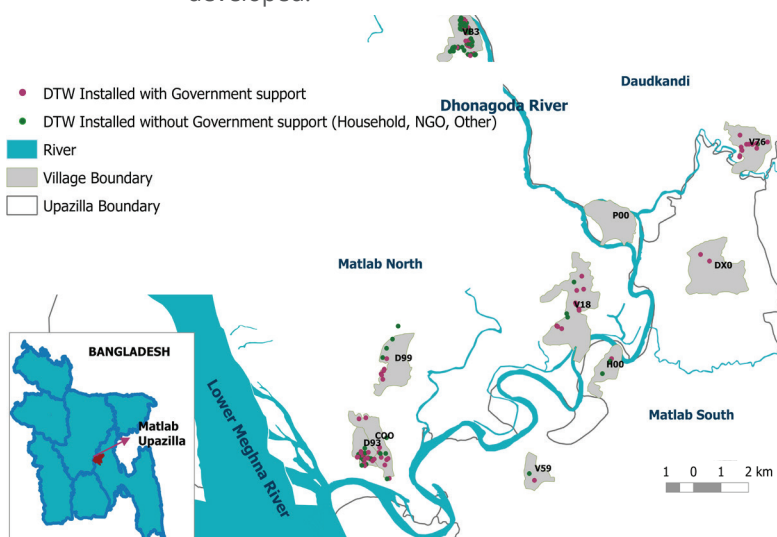 developed.
VB3
Daudkandi
DTW Installed with Government support
Dhonagoda River
DTW Installed without Government support (Household, NGO, Other)
River
V76
Village Boundary
Upazilla Boundary
P00
DX0
Matlab North
V18
BANGLADESH
D99
H00
Lower Meghna River
Matlab
Upazilla
Matlab South
COO
D93
V59
1 0 1 2 km